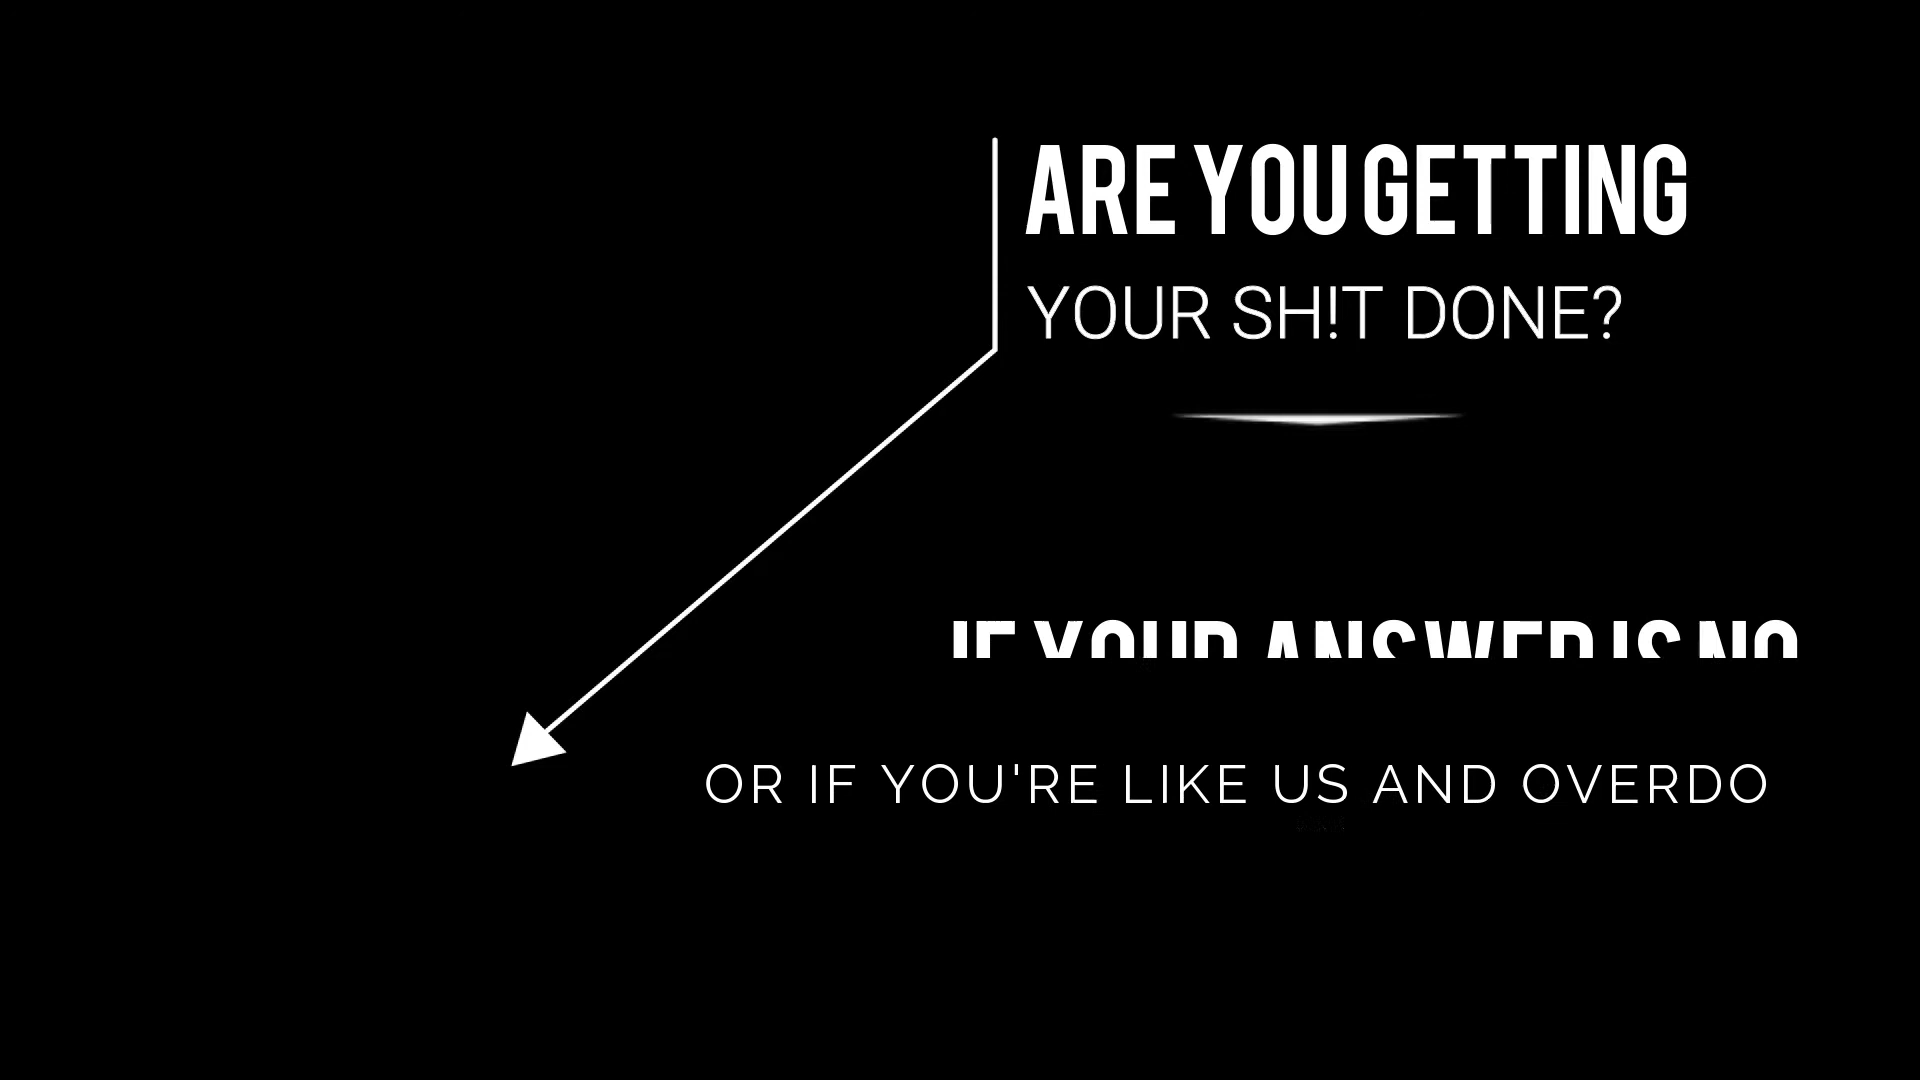 ARE YOU GETTING
YOUR SH!T DONE?
IF YOUR ANSWER IS NO
OR IF YOU'RE LIKE US AND OVERDO